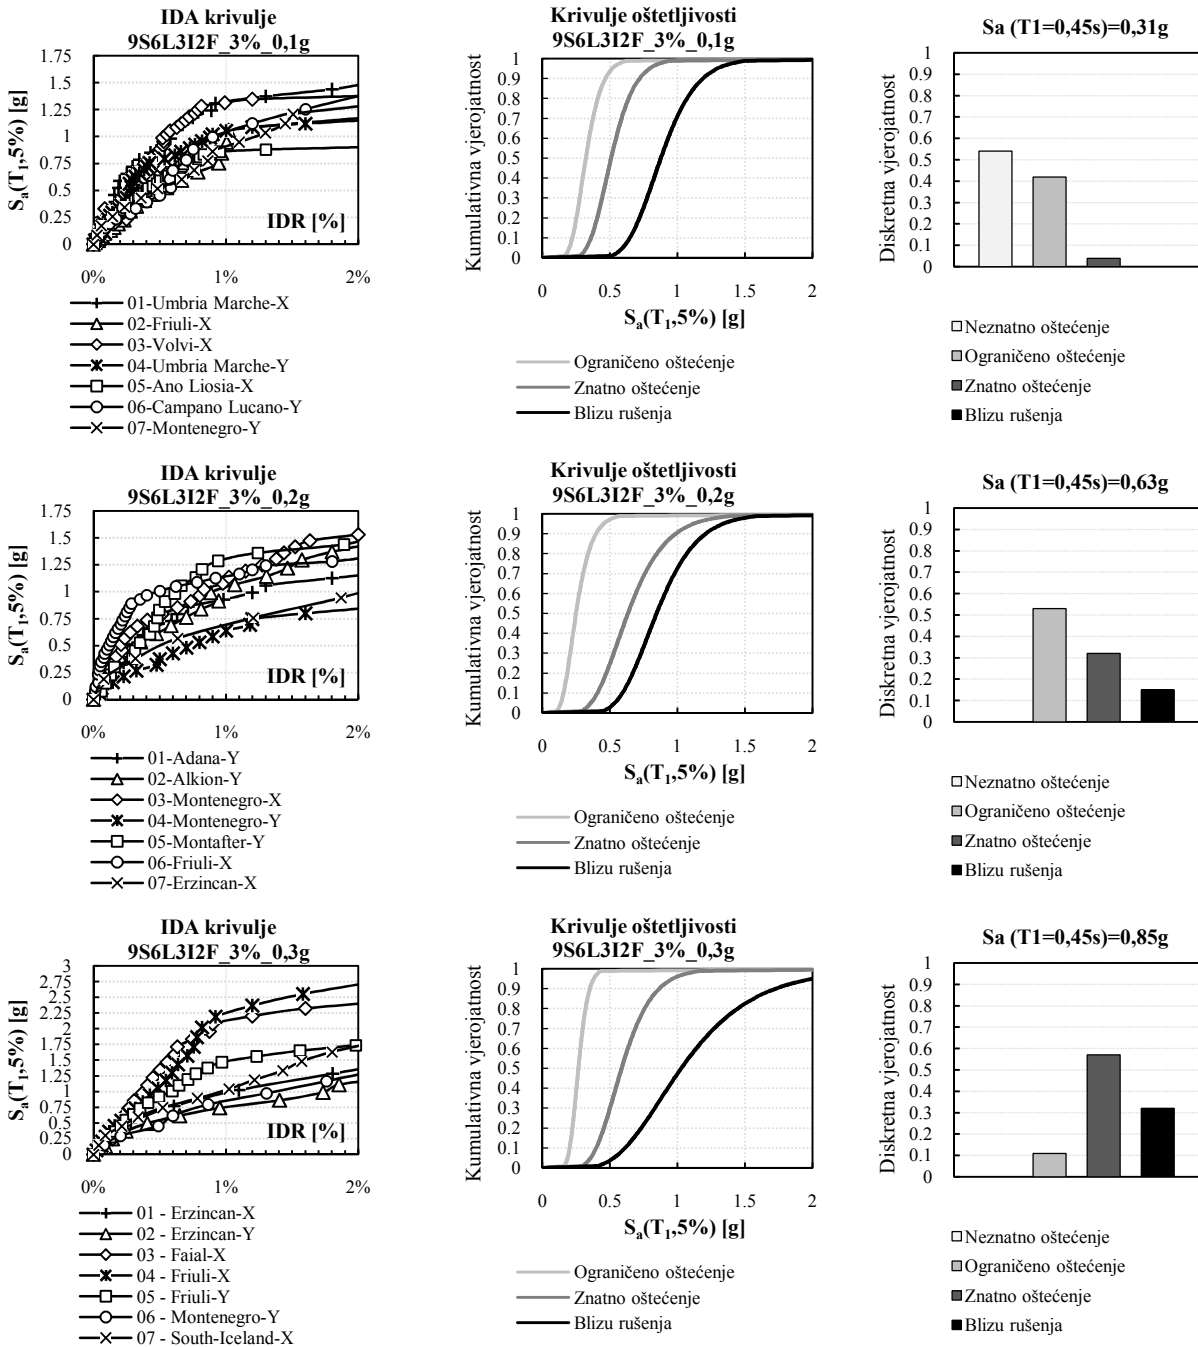 IDA krivulje
9S6L3I2F_3%_0,1g
1.75
1.5
1.25
1
0.75
0.5
0.25
0
Sa(T1,5%) [g]
IDR [%]
0% 1% 2%
01-Umbria Marche-X
02-Friuli-X
03-Volvi-X
04-Umbria Marche-Y
05-Ano Liosia-X
06-Campano Lucano-Y
07-Montenegro-Y
Krivulje oštetljivosti
9S6L3I2F_3%_0,1g
1
0.9
0.8
0.7
0.6
0.5
0.4
0.3
0.2
0.1
0
Kumulativna vjerojatnost
0 0.5 1 1.5 2
Sa(T1,5%) [g]
Ograničeno oštećenje
Znatno oštećenje
Blizu rušenja
Sa (T1=0,45s)=0,31g
1
0.9
0.8
0.7
0.6
0.5
0.4
0.3
0.2
0.1
0
Diskretna vjerojatnost
Neznatno oštećenje
Ograničeno oštećenje
Znatno oštećenje
Blizu rušenja
IDA krivulje
9S6L3I2F_3%_0,2g
1.75
1.5
1.25
1
0.75
0.5
0.25
0
Sa(T1,5%) [g]
IDR [%]
0% 1% 2%
01-Adana-Y
02-Alkion-Y
03-Montenegro-X
04-Montenegro-Y
05-Montafter-Y
06-Friuli-X
07-Erzincan-X
Krivulje oštetljivosti
9S6L3I2F_3%_0,2g
1
0.9
0.8
0.7
0.6
0.5
0.4
0.3
0.2
0.1
0
Kumulativna vjerojatnost
0 0.5 1 1.5 2
Sa(T1,5%) [g]
Ograničeno oštećenje
Znatno oštećenje
Blizu rušenja
Sa (T1=0,45s)=0,63g
1
0.9
0.8
0.7
0.6
0.5
0.4
0.3
0.2
0.1
0
Diskretna vjerojatnost
Neznatno oštećenje
Ograničeno oštećenje
Znatno oštećenje
Blizu rušenja
IDA krivulje
9S6L3I2F_3%_0,3g
3
2.75
2.5
2.25
2
1.75
1.5
1.25
1
0.75
0.5
0.25
0
Sa(T1,5%) [g]
IDR [%]
0% 1% 2%
01 - Erzincan-X
02 - Erzincan-Y
03 - Faial-X
04 - Friuli-X
05 - Friuli-Y
06 - Montenegro-Y
07 - South-Iceland-X
Krivulje oštetljivosti
9S6L3I2F_3%_0,3g
1
0.9
0.8
0.7
0.6
0.5
0.4
0.3
0.2
0.1
0
Kumulativna vjerojatnost
0 0.5 1 1.5 2
Sa(T1,5%) [g]
Ograničeno oštećenje
Znatno oštećenje
Blizu rušenja
Sa (T1=0,45s)=0,85g
1
0.9
0.8
0.7
0.6
0.5
0.4
0.3
0.2
0.1
0
Diskretna vjerojatnost
Neznatno oštećenje
Ograničeno oštećenje
Znatno oštećenje
Blizu rušenja